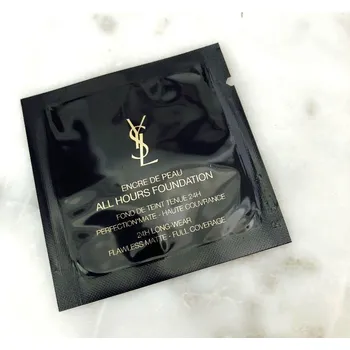 YSL
ENCRE DE PEAU
ALL HOURS FOUNDATION
FOND DE TEINT TENUE 24H
PERFECTION MATE - HAUTE COUVRANCE
24H LONG-WEAR
FLAWLESS MATTE - FULL COVERAGE